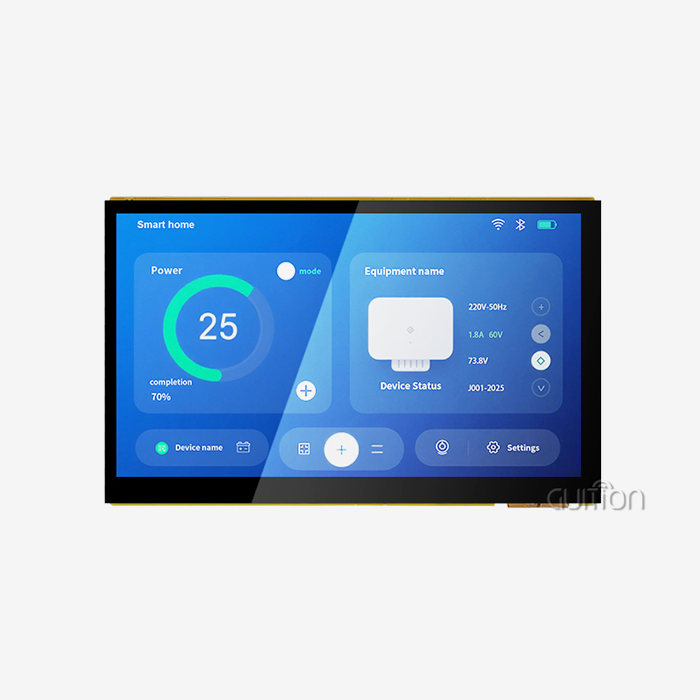 Smart home
Power
mode
25
completion
70%
Equipment name
220V-50Hz
1.8A 60V
73.8V
J001-2025
Device Status
Device name
Settings
GUITION